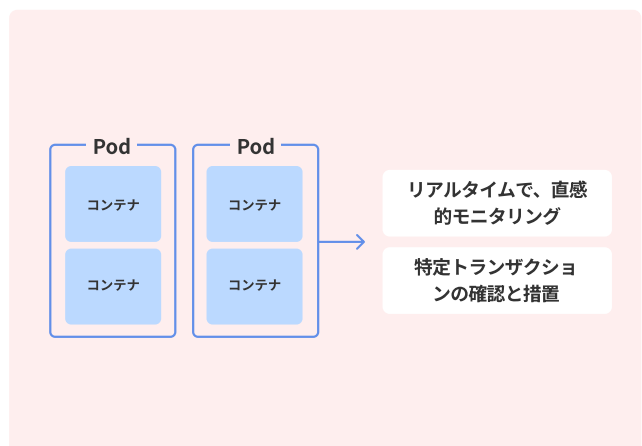 Pod
Pod
コンテナ
コンテナ
コンテナ
コンテナ
リアルタイムで、直感
的モニタリング
特定トランザクショ
ンの確認と措置